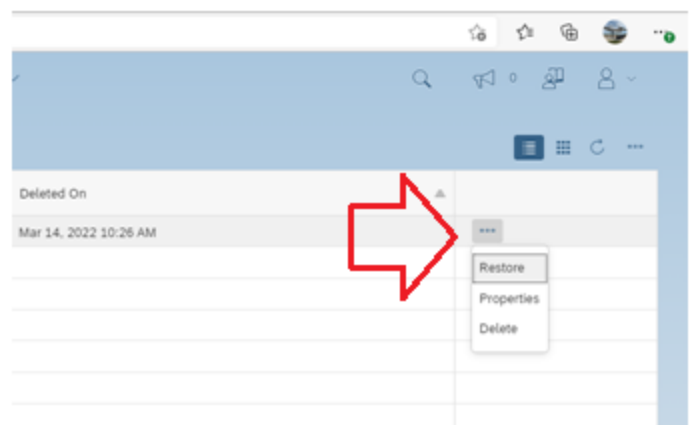 0
Deleted On
Mar 14, 2022 10:26 AM
Restore
Properties
Delete